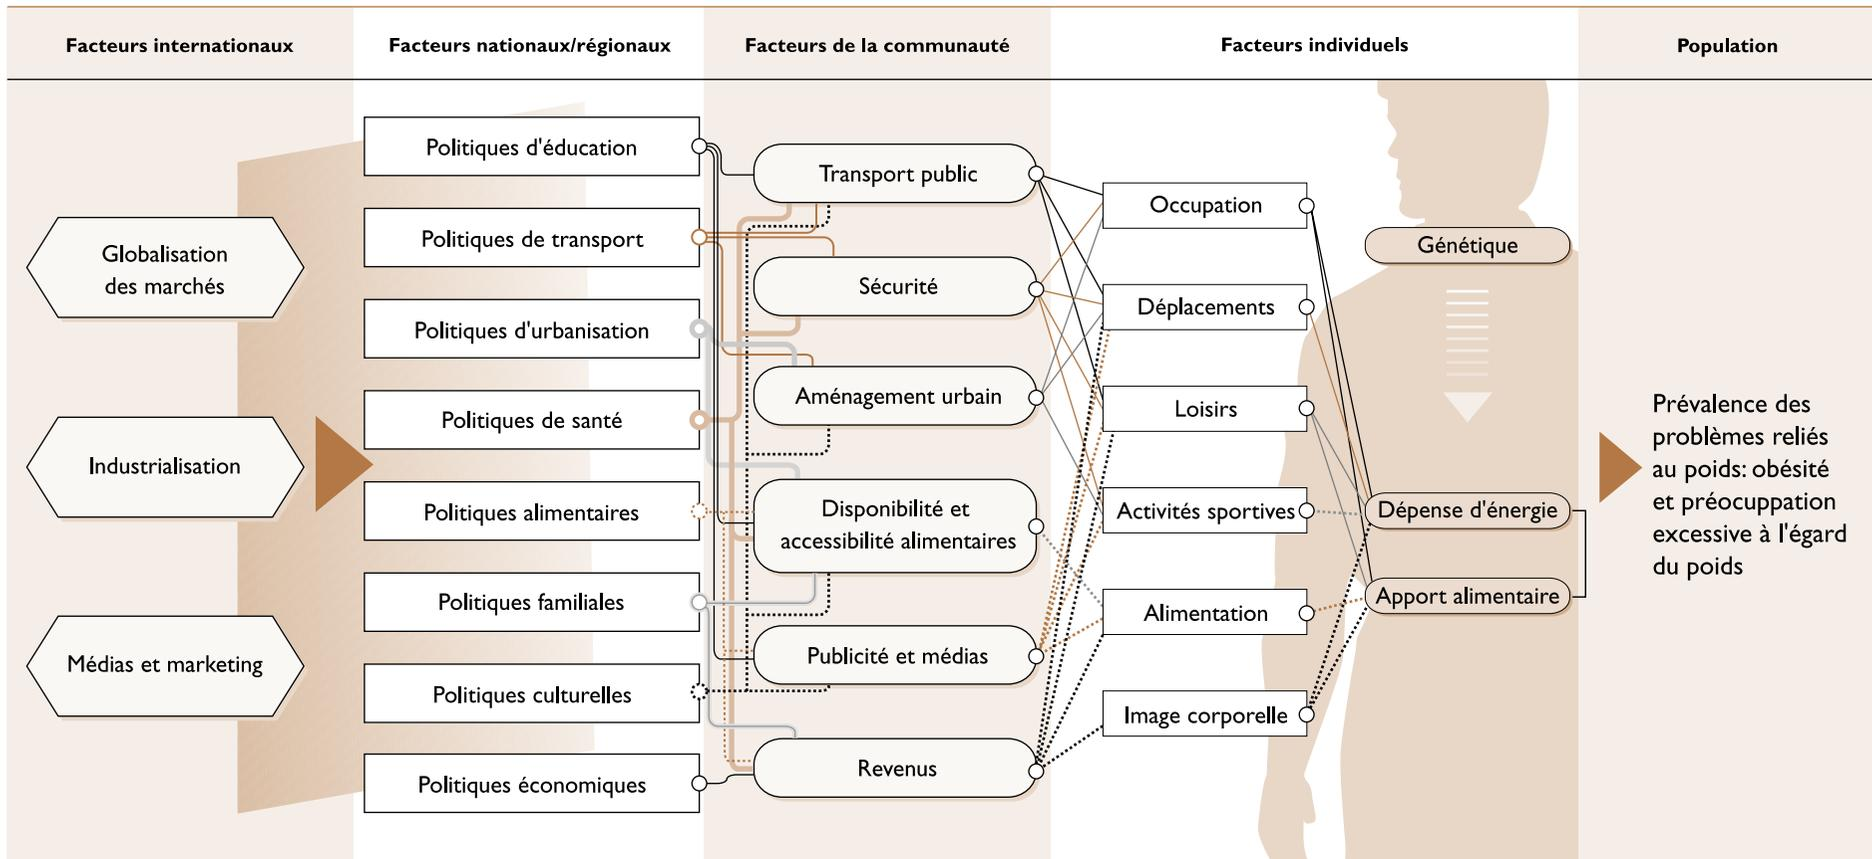 Facteurs internationaux
Facteurs nationaux/régionaux
Facteurs de la communauté
Facteurs individuels
Population
Globalisation
des marchés
Industrialisation
Médias et marketing
Politiques d'éducation
Politiques de transport
Politiques d'urbanisation
Politiques de santé
Politiques alimentaires
Politiques familiales
Politiques culturelles
Politiques économiques
Transport public
Sécurité
Aménagement urbain
Disponibilité et
accessibilité alimentaires
Publicité et médias
Revenus
Occupation
Déplacements
Loisirs
Activités sportives
Alimentation
Image corporelle
Génétique
Dépense d'énergie
Apport alimentaire
Prévalence des
problèmes reliés
au poids: obésité
et préocuppation
excessive à l'égard
du poids